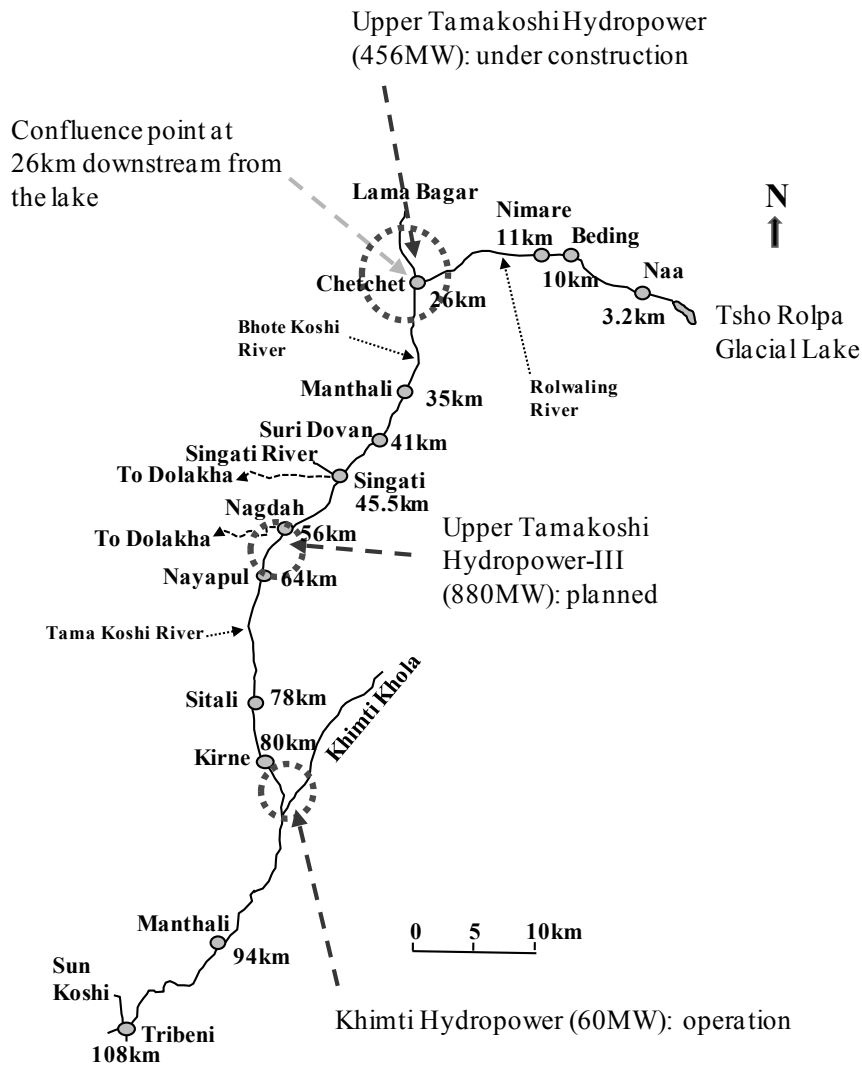 Upper Tamakoshi Hydropower
(456MW): under construction
Confluence point at
26km downstream from
the lake
Lama Bagar
N
Nimare
11km
Beding
10km
Naa
3.2km
Chetchet
26km
Tsho Rolpa
Glacial Lake
Bhote Koshi
River
Rolwaling
River
Manthali
35km
Suri Dovan
41km
Singati River
To Dolakha
Singati
45.5km
Nagdah
To Dolakha
56km
Upper Tamakoshi
Hydropower-III
(880MW): planned
Nayapul
64km
Tama Koshi River
Khimti Khola
Sitali
78km
80km
Kirne
0 5 10km
Manthali
94km
Sun
Koshi
Tribeni
108km
Khimti Hydropower (60MW): operation